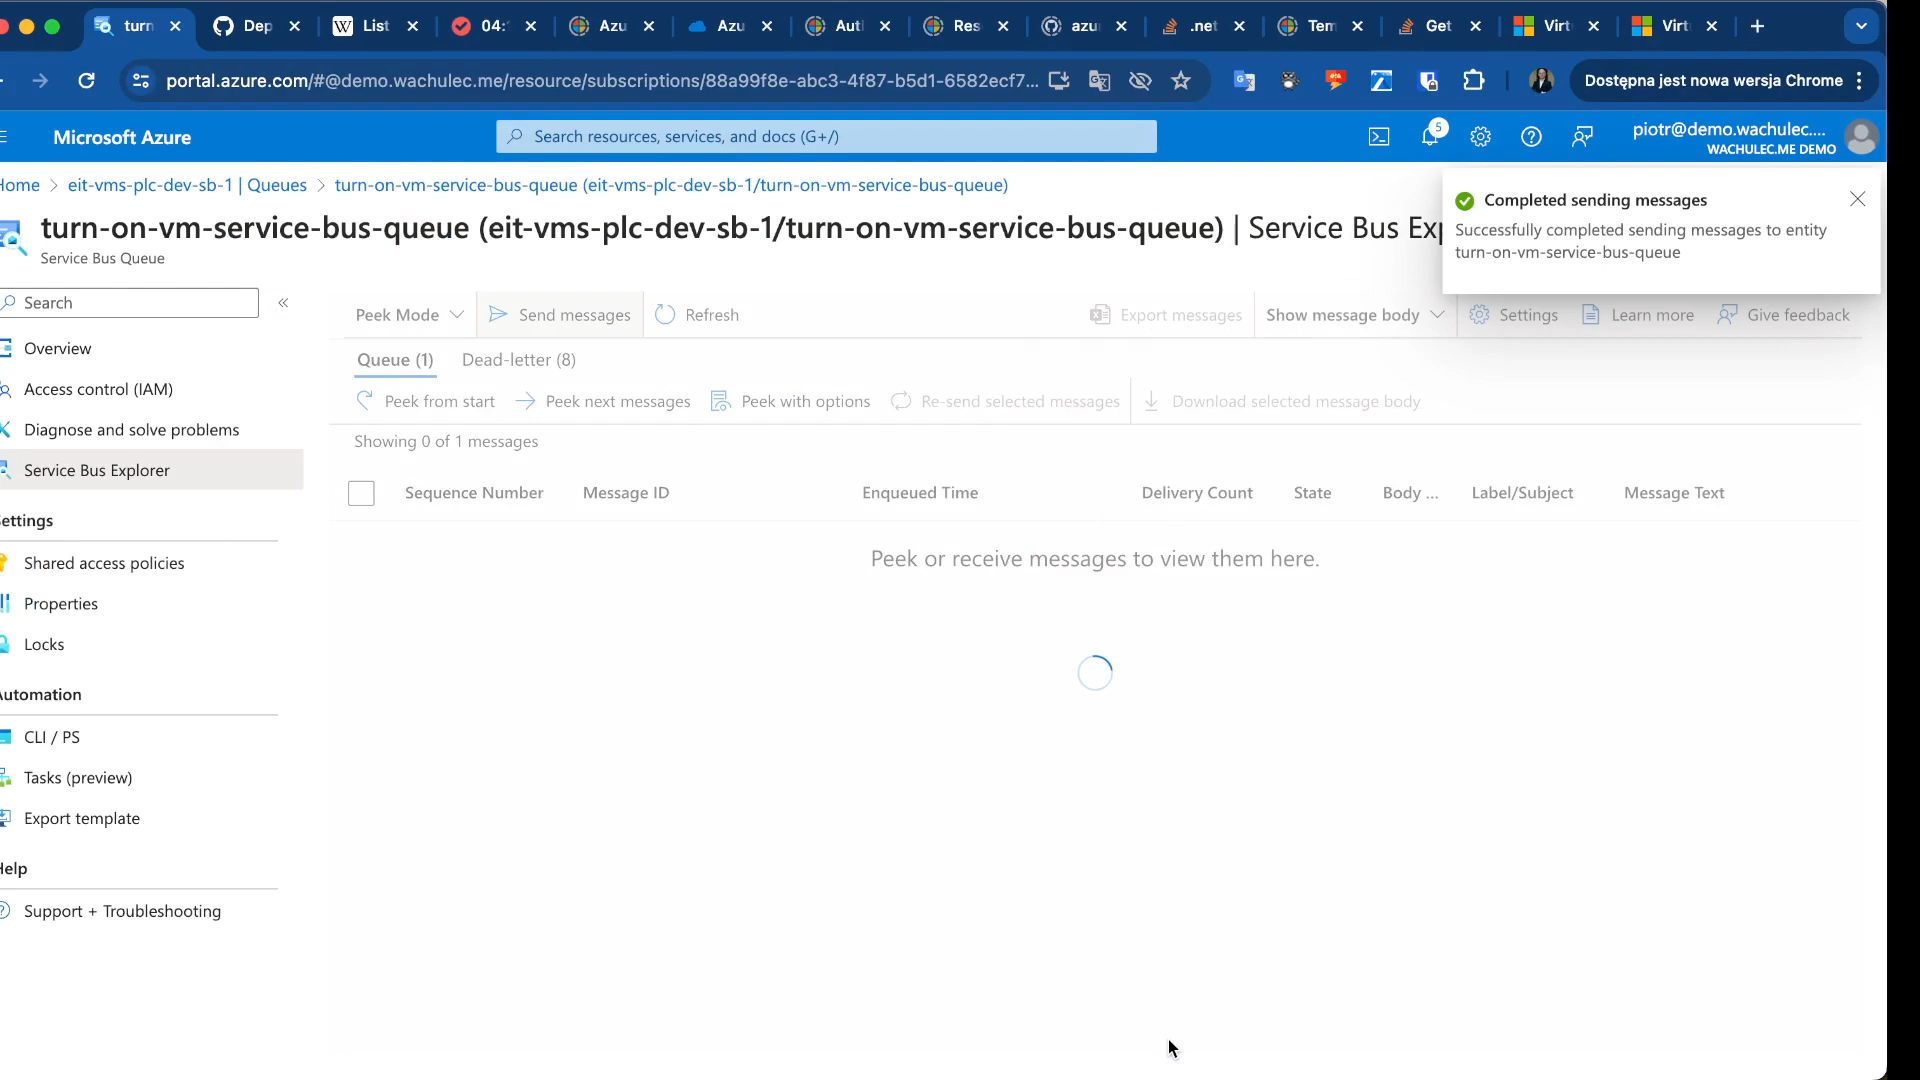 turn
Dep
List
04:
Azu
Azu
Aut
Res
azu
.net
Tem
Get
Virt
Virt
portal.azure.com/#@demo.wachulec.me/resource/subscriptions/88a99f8e-abc3-4f87-b5d1-6582ecf7...
Dostępna jest nowa wersja Chrome
Microsoft Azure
Search resources, services, and docs (G+/)
5
piotr@demo.wachulec....
WACHULEC.ME DEMO
Home > eit-vms-plc-dev-sb-1 | Queues > turn-on-vm-service-bus-queue (eit-vms-plc-dev-sb-1/turn-on-vm-service-bus-queue)
turn-on-vm-service-bus-queue (eit-vms-plc-dev-sb-1/turn-on-vm-service-bus-queue) | Service Bus Exp
Service Bus Queue
Completed sending messages
Successfully completed sending messages to entity
turn-on-vm-service-bus-queue
Search
«
Overview
Access control (IAM)
Diagnose and solve problems
Service Bus Explorer
Settings
Shared access policies
Properties
Locks
Automation
CLI / PS
Tasks (preview)
Export template
Help
Support + Troubleshooting
Peek Mode
Send messages
Refresh
Export messages
Show message body
Settings
Learn more
Give feedback
Queue (1)
Dead-letter (8)
Peek from start
Peek next messages
Peek with options
Re-send selected messages
Download selected message body
Showing 0 of 1 messages
Sequence Number
Message ID
Enqueued Time
Delivery Count
State
Body ...
Label/Subject
Message Text
Peek or receive messages to view them here.